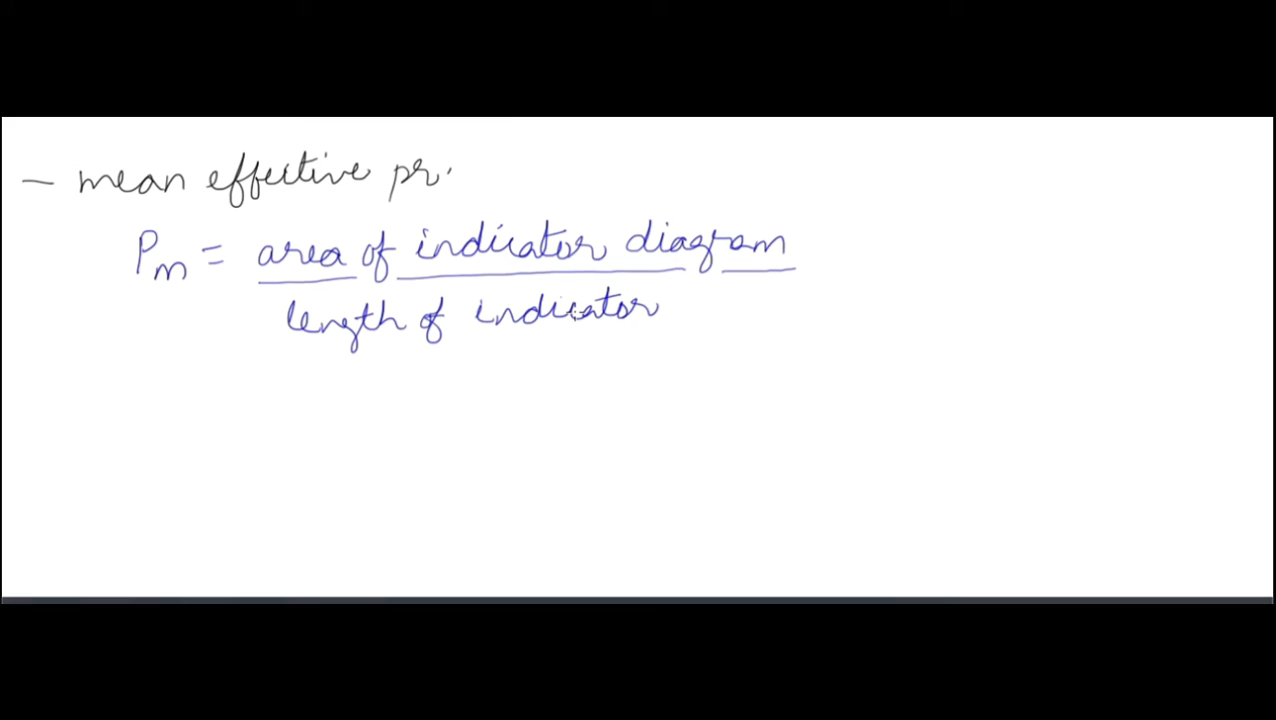 - mean effective pr.
Pm = area of indicator diagram
length of indicator